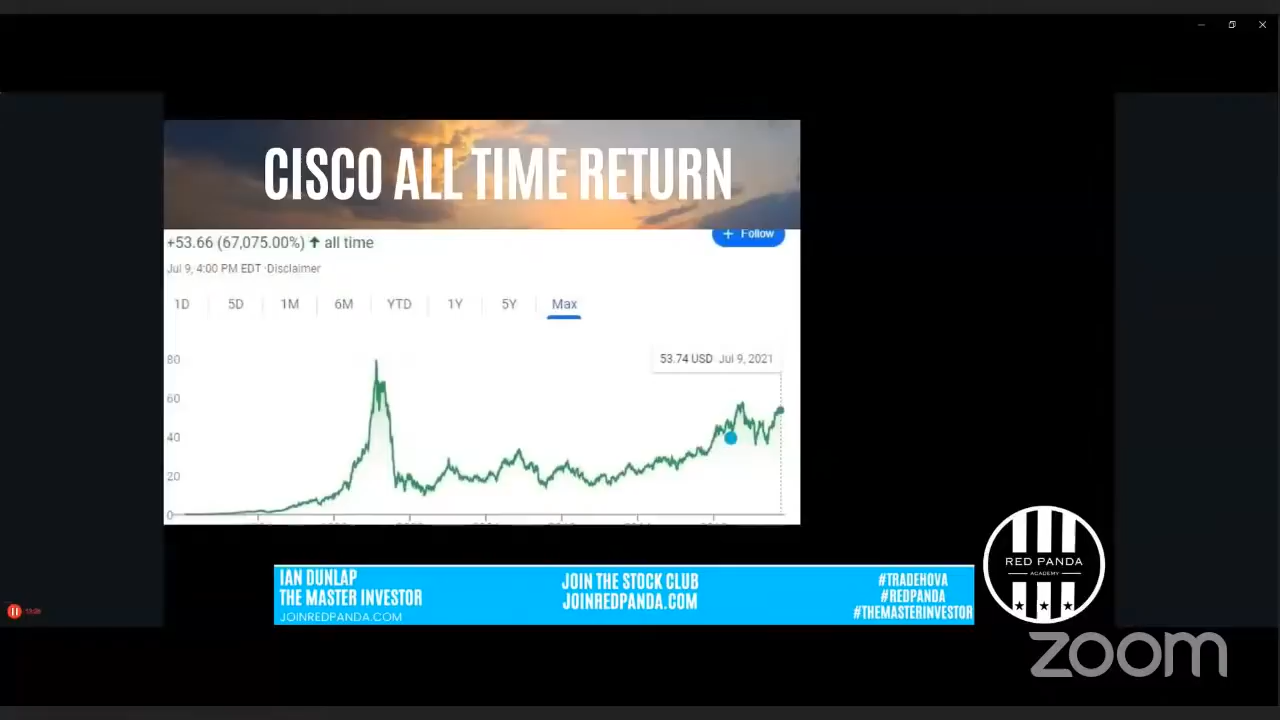 CISCO ALL TIME RETURN
+53.66 (67,075.00%) ↑ all time
+ Follow
Jul 9, 4:00 PM EDT ·Disclaimer
1D 5D 1M 6M YTD 1Y 5Y Max
53.74 USD Jul 9, 2021
80
60
40
20
0
IAN DUNLAP
THE MASTER INVESTOR
JOINREDPANDA.COM
JOIN THE STOCK CLUB
JOINREDPANDA.COM
#TRADEHOVA
#REDPANDA
#THEMASTERINVESTOR
RED PANDA
ACADEMY
zoom